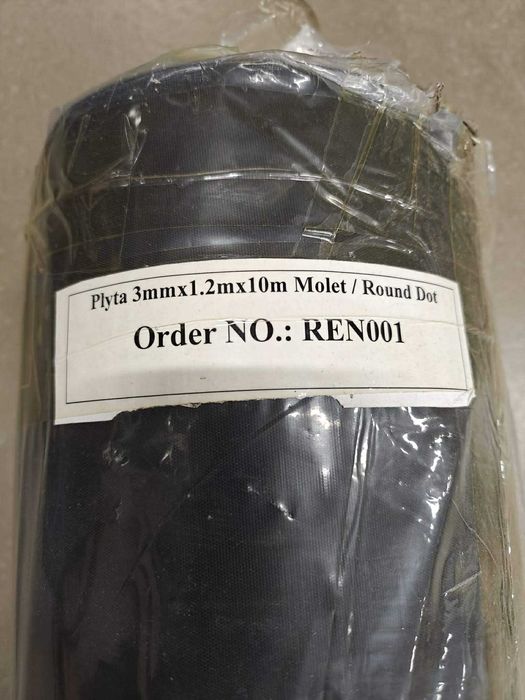 Plyta 3mmx1.2mx10m Molet / Round Dot
Order NO.: REN001